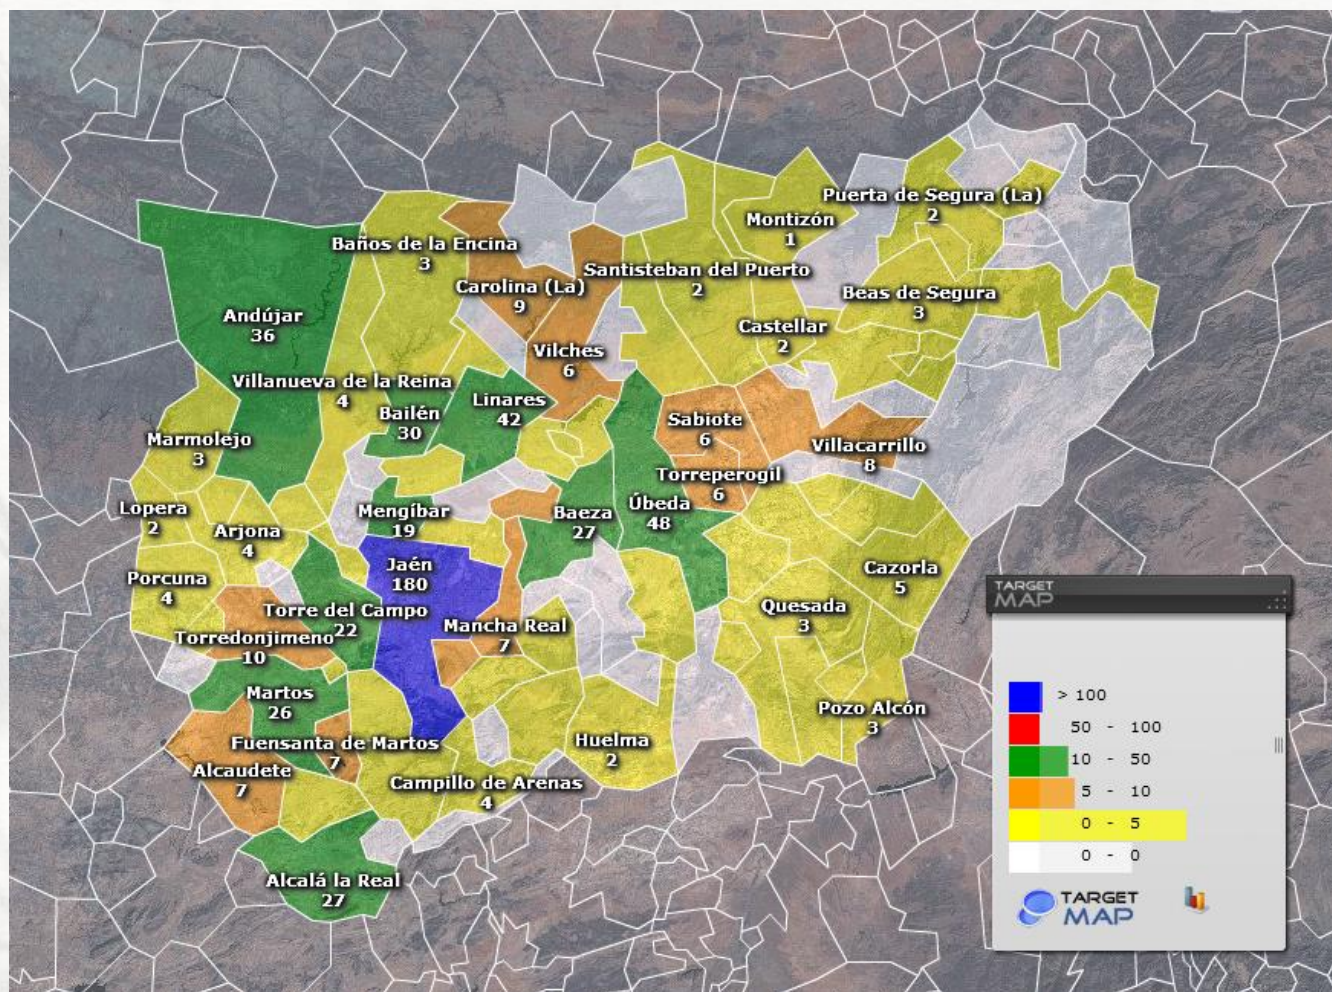 Puerta de Segura (La)
2
Montizón
1
Baños de la Encina
3
Santisteban del Puerto
2
Carolina (La)
9
Beas de Segura
3
Andújar
36
Castellar
2
Vilches
6
Villanueva de la Reina
4
Linares
42
Bailén
30
Sabiote
6
Marmolejo
3
Villacarrillo
8
Torreperogil
6
Lopera
2
Mengíbar
19
Baeza
27
Úbeda
48
Arjona
4
Jaén
180
Cazorla
5
Porcuna
4
Torre del Campo
22
Quesada
3
Mancha Real
7
Torredonjimeno
10
Martos
26
Pozo Alcón
3
Fuensanta de Martos
7
Huelma
2
Alcaudete
7
Campillo de Arenas
4
Alcalá la Real
27
TARGET
MAP
> 100
50 - 100
10 - 50
5 - 10
0 - 5
0 - 0
TARGET
MAP